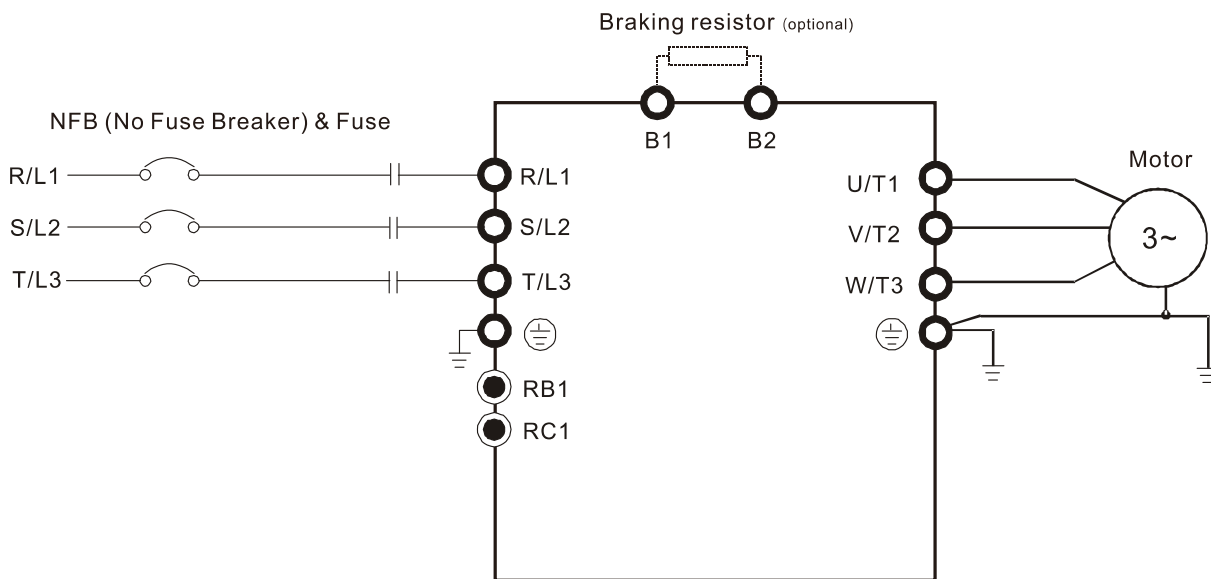 Braking resistor (optional)
NFB (No Fuse Breaker) & Fuse
B1
B2
Motor
R/L1
R/L1
U/T1
S/L2
S/L2
V/T2
3~
T/L3
T/L3
W/T3
RB1
RC1